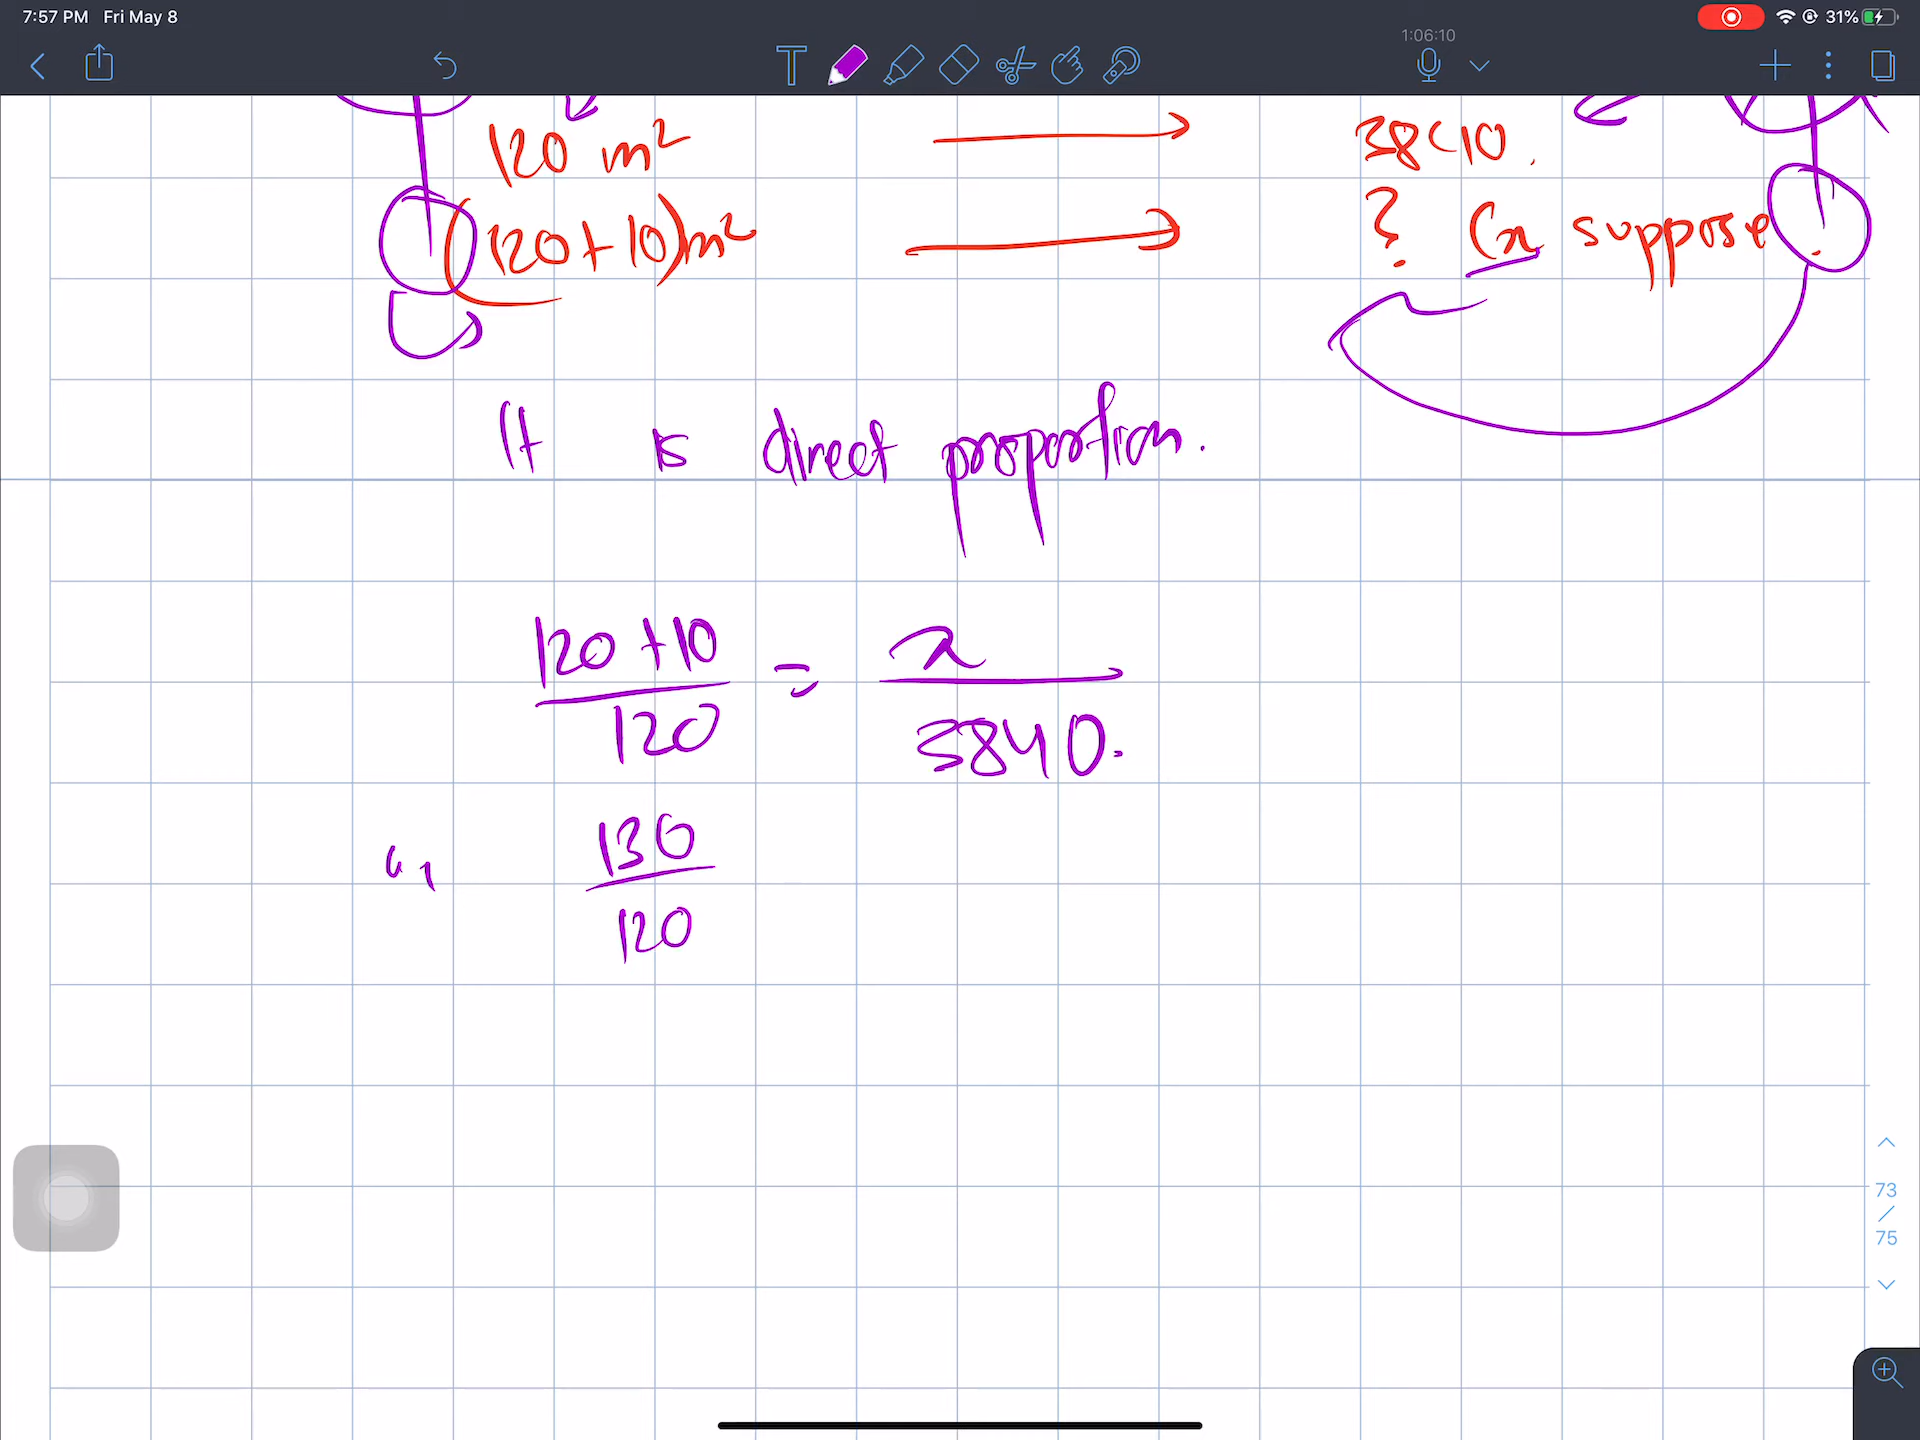 7:57 PM Fri May 8
31%
1:06:10
120 m² → 3840.
(120+10)m² → ? (x suppose
It is direct proportion.
120+10 / 120 = x / 3840.
130 / 120
73
/
75